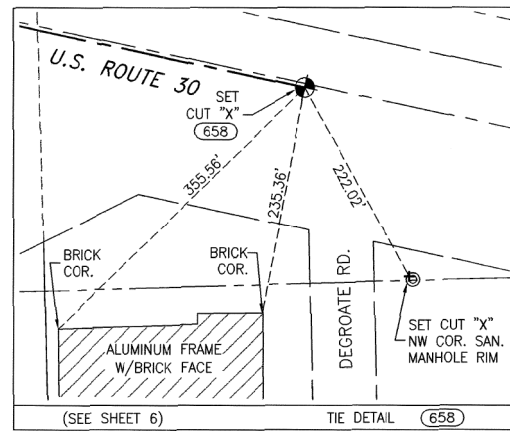 U.S. ROUTE 30
SET
CUT "X"
658
355.56'
235.36'
222.02'
BRICK
COR.
BRICK
COR.
DEGROATE RD.
ALUMINUM FRAME
W/BRICK FACE
SET CUT "X"
NW COR. SAN.
MANHOLE RIM
(SEE SHEET 6)
TIE DETAIL 658